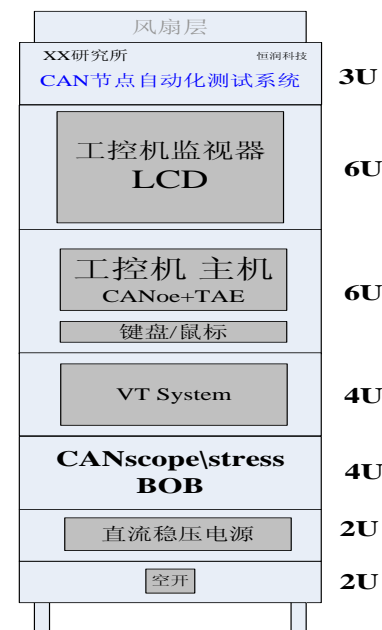 风扇层
XX研究所 恒润科技
CAN节点自动化测试系统 3U
工控机监视器
LCD
6U
工控机 主机
CANoe+TAE
6U
键盘/鼠标
VT System 4U
CANscope\stress
BOB
4U
直流稳压电源 2U
空开 2U